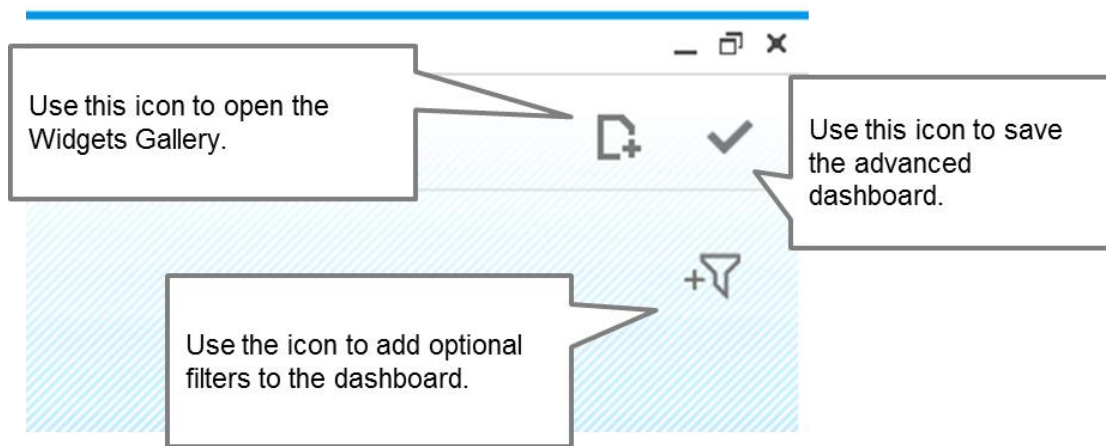 Use this icon to open the
Widgets Gallery.
Use this icon to save
the advanced
dashboard.
Use the icon to add optional
filters to the dashboard.